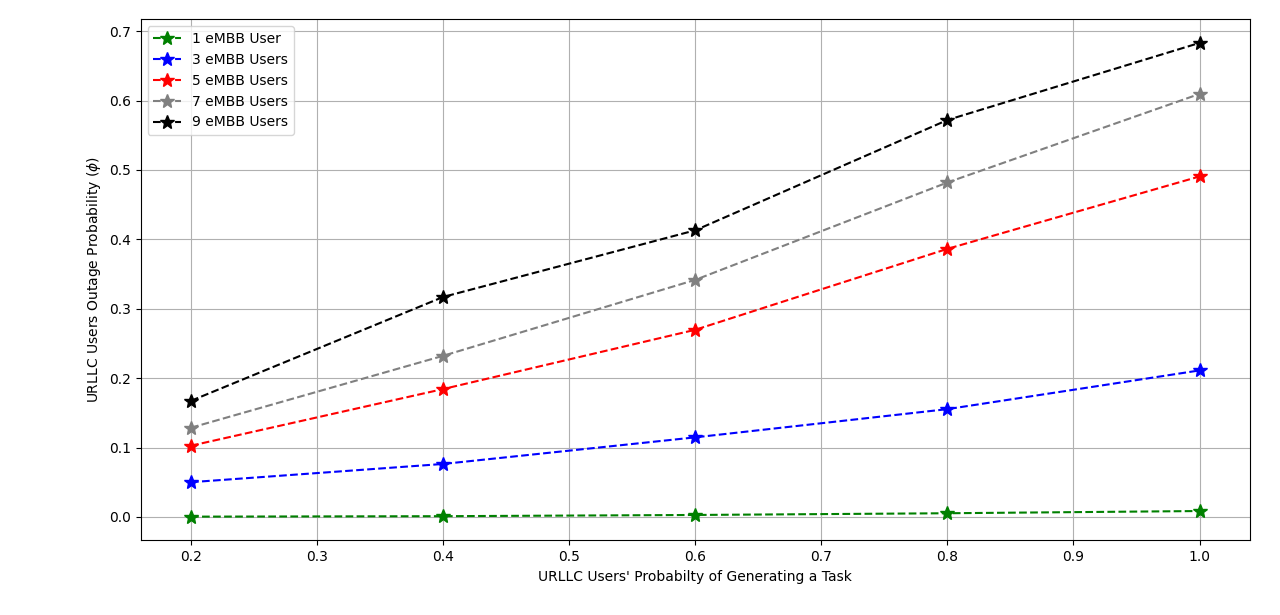 0.7
0.6
0.5
0.4
0.3
0.2
0.1
0.0
URLLC Users Outage Probability (ϕ)
1 eMBB User
3 eMBB Users
5 eMBB Users
7 eMBB Users
9 eMBB Users
0.2 0.3 0.4 0.5 0.6 0.7 0.8 0.9 1.0
URLLC Users' Probabilty of Generating a Task